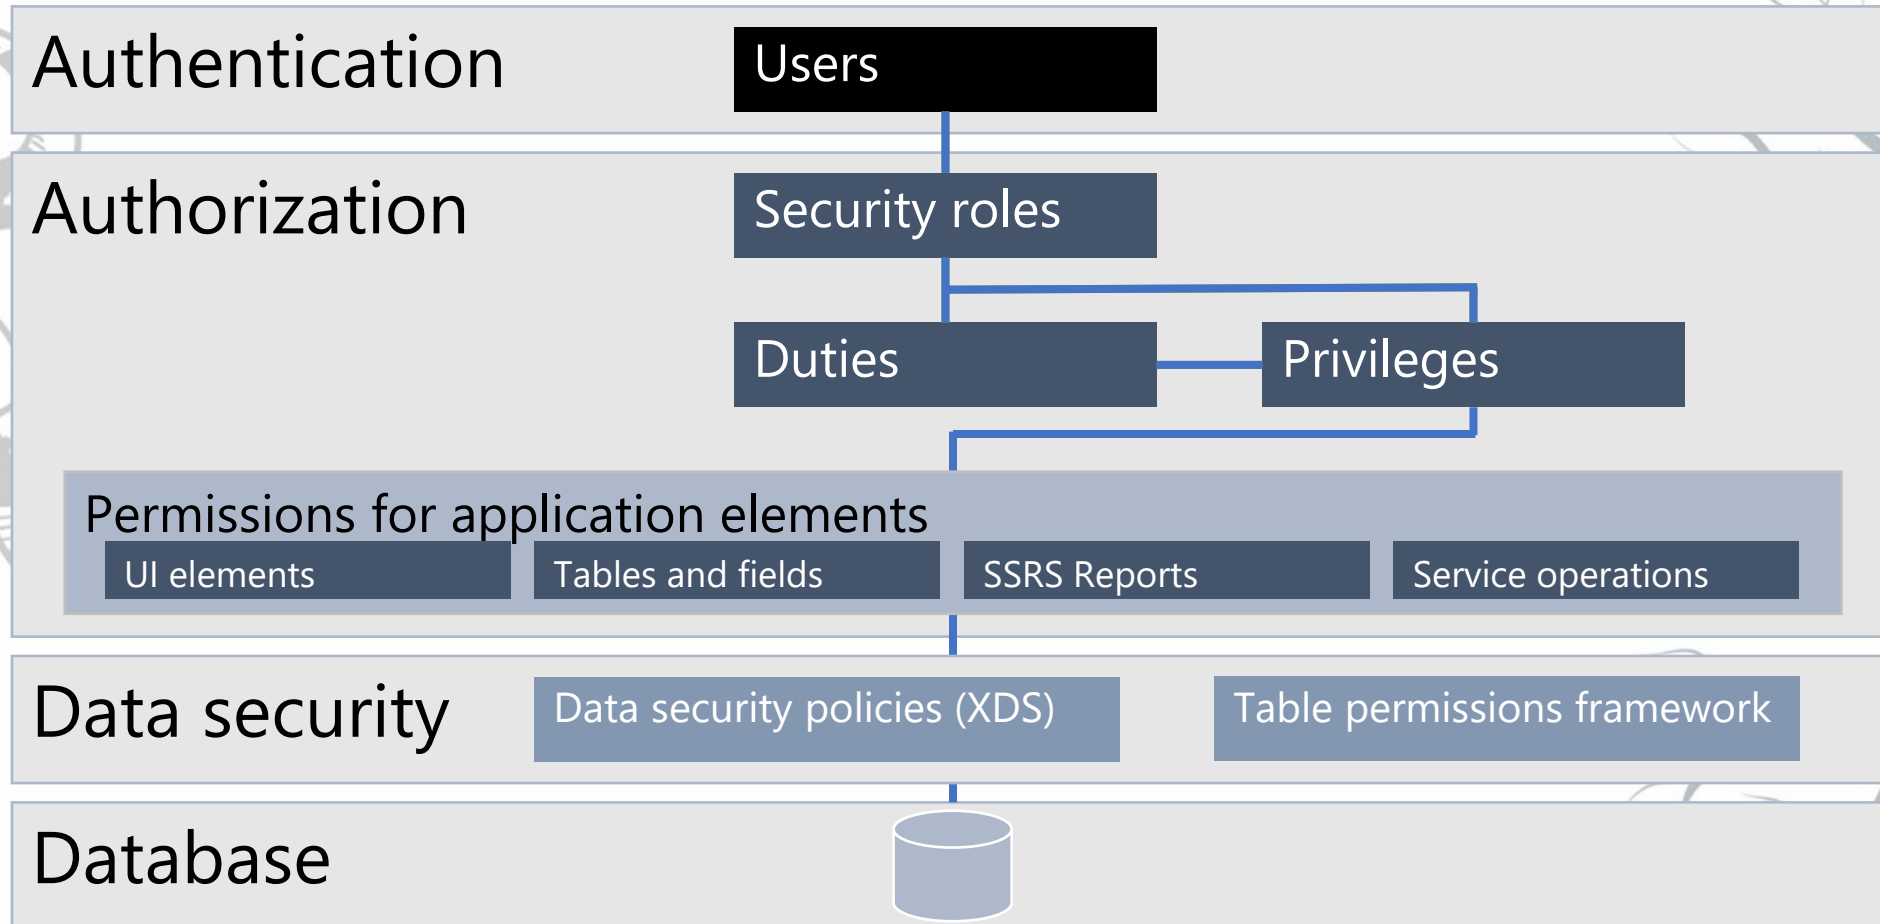 Authentication
Users
Authorization
Security roles
Duties
Privileges
Permissions for application elements
UI elements
Tables and fields
SSRS Reports
Service operations
Data security
Data security policies (XDS)
Table permissions framework
Database